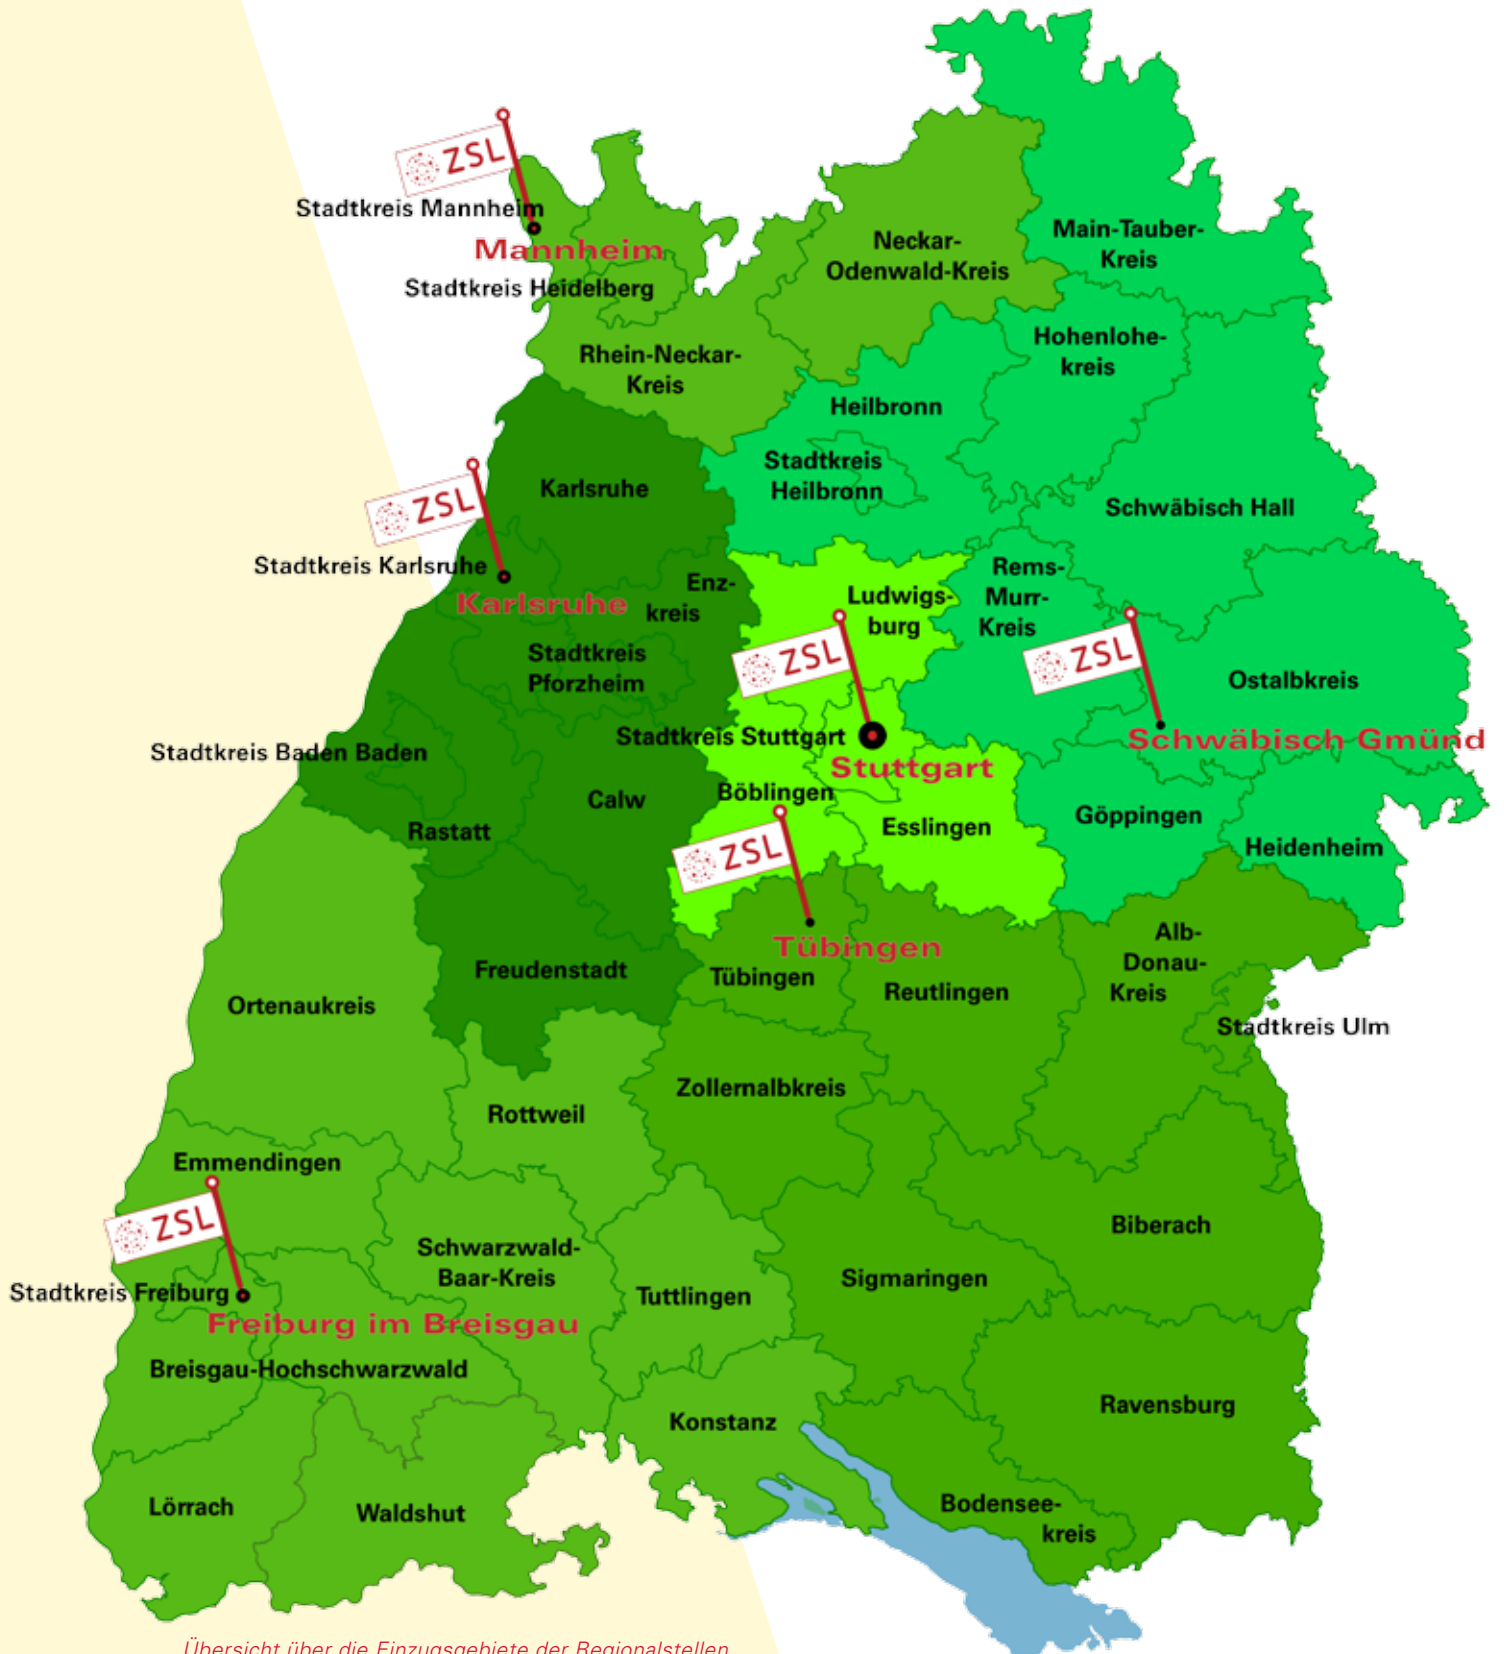 ZSL
Stadtkreis Mannheim
Mannheim
Stadtkreis Heidelberg
Rhein-Neckar-
Kreis
Neckar-
Odenwald-Kreis
Main-Tauber-
Kreis
Hohenlohe-
kreis
Heilbronn
Stadtkreis
Heilbronn
Schwäbisch Hall
Karlsruhe
ZSL
Stadtkreis Karlsruhe
Karlsruhe
Enz-
kreis
Stadtkreis
Pforzheim
Ludwigs-
burg
Rems-
Murr-
Kreis
ZSL
ZSL
Ostalbkreis
Stadtkreis Stuttgart
Stuttgart
Schwäbisch Gmünd
Stadtkreis Baden Baden
Rastatt
Calw
Böblingen
Esslingen
Göppingen
Heidenheim
ZSL
Tübingen
Tübingen
Reutlingen
Alb-
Donau-
Kreis
Stadtkreis Ulm
Freudenstadt
Ortenaukreis
Zollernalbkreis
Rottweil
Emmendingen
ZSL
Stadtkreis Freiburg
Freiburg im Breisgau
Schwarzwald-
Baar-Kreis
Tuttlingen
Sigmaringen
Biberach
Breisgau-Hochschwarzwald
Konstanz
Ravensburg
Lörrach
Waldshut
Bodensee-
kreis
Übersicht über die Einzugsgebiete der Regionalstellen